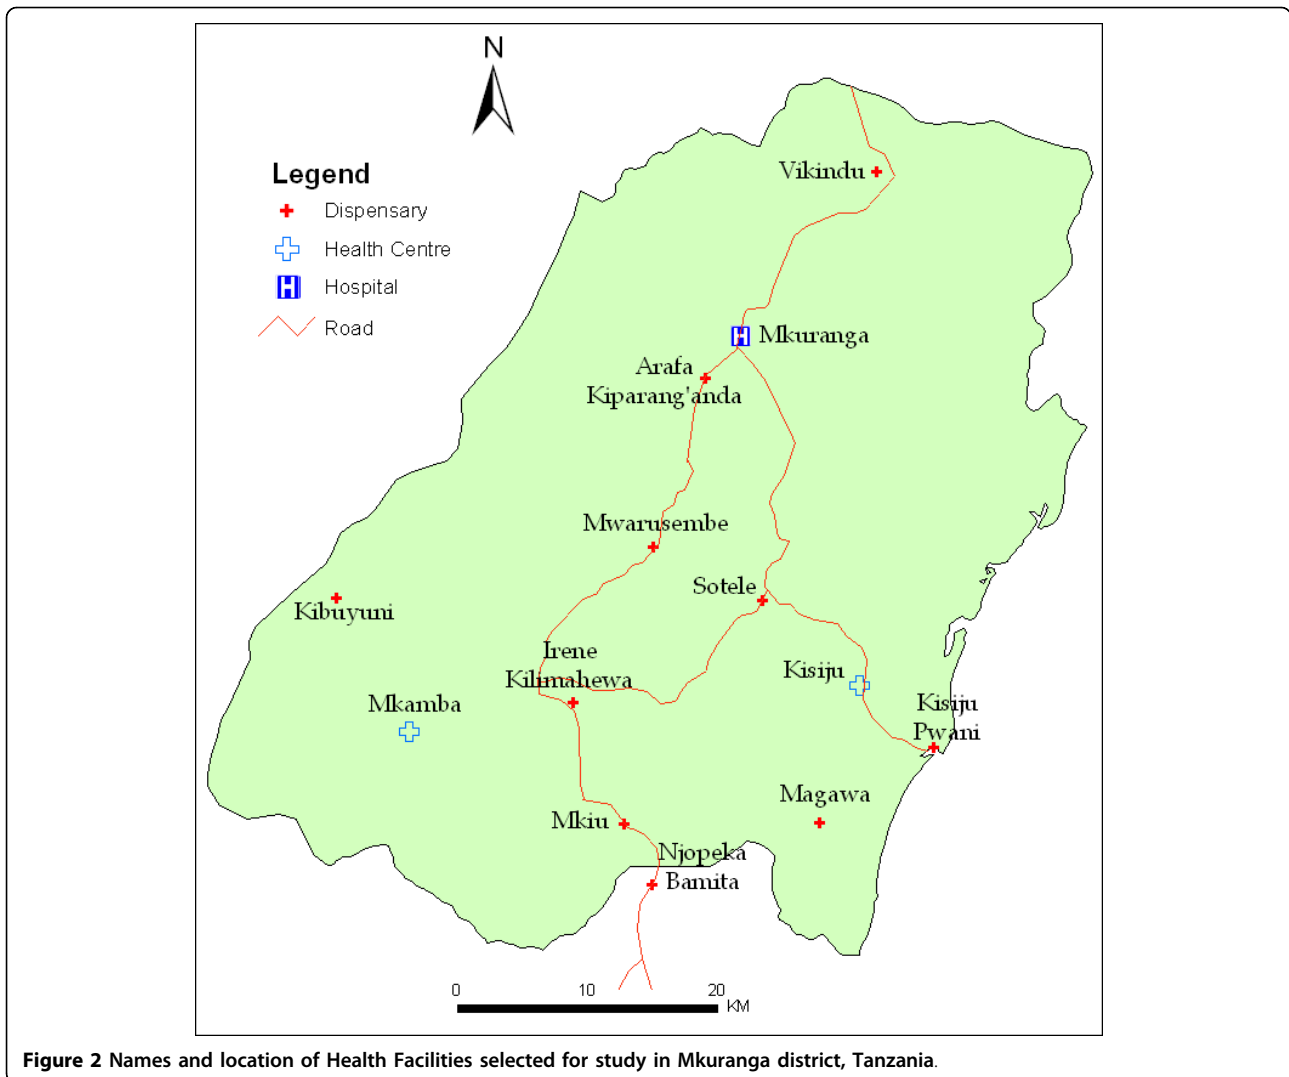 N
Legend
Dispensary
Health Centre
H
Hospital
Road
Vikindu
H
Mkuranga
Arafa
Kiparang'anda
Mwarusembe
Sotele
Kibuyuni
Irene
Kilimahewa
Kisiju
Mkamba
Kisiju
Pwani
Magawa
Mkiu
Njopeka
Bamita
0 10 20
KM
Figure 2 Names and location of Health Facilities selected for study in Mkuranga district, Tanzania.